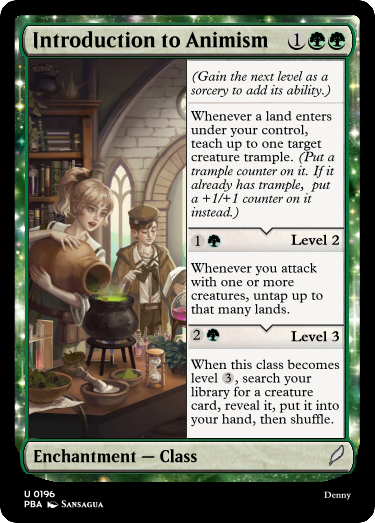 Introduction to Animism 1
(Gain the next level as a
sorcery to add its ability.)
Whenever a land enters
under your control,
teach up to one target
creature trample. (Put a
trample counter on it. If it
already has trample, put
a +1/+1 counter on it
instead.)
1 Level 2
Whenever you attack
with one or more
creatures, untap up to
that many lands.
2 Level 3
When this class becomes
level 3, search your
library for a creature
card, reveal it, put it into
your hand, then shuffle.
Enchantment — Class
U 0196
PBA Sansagua
Denny